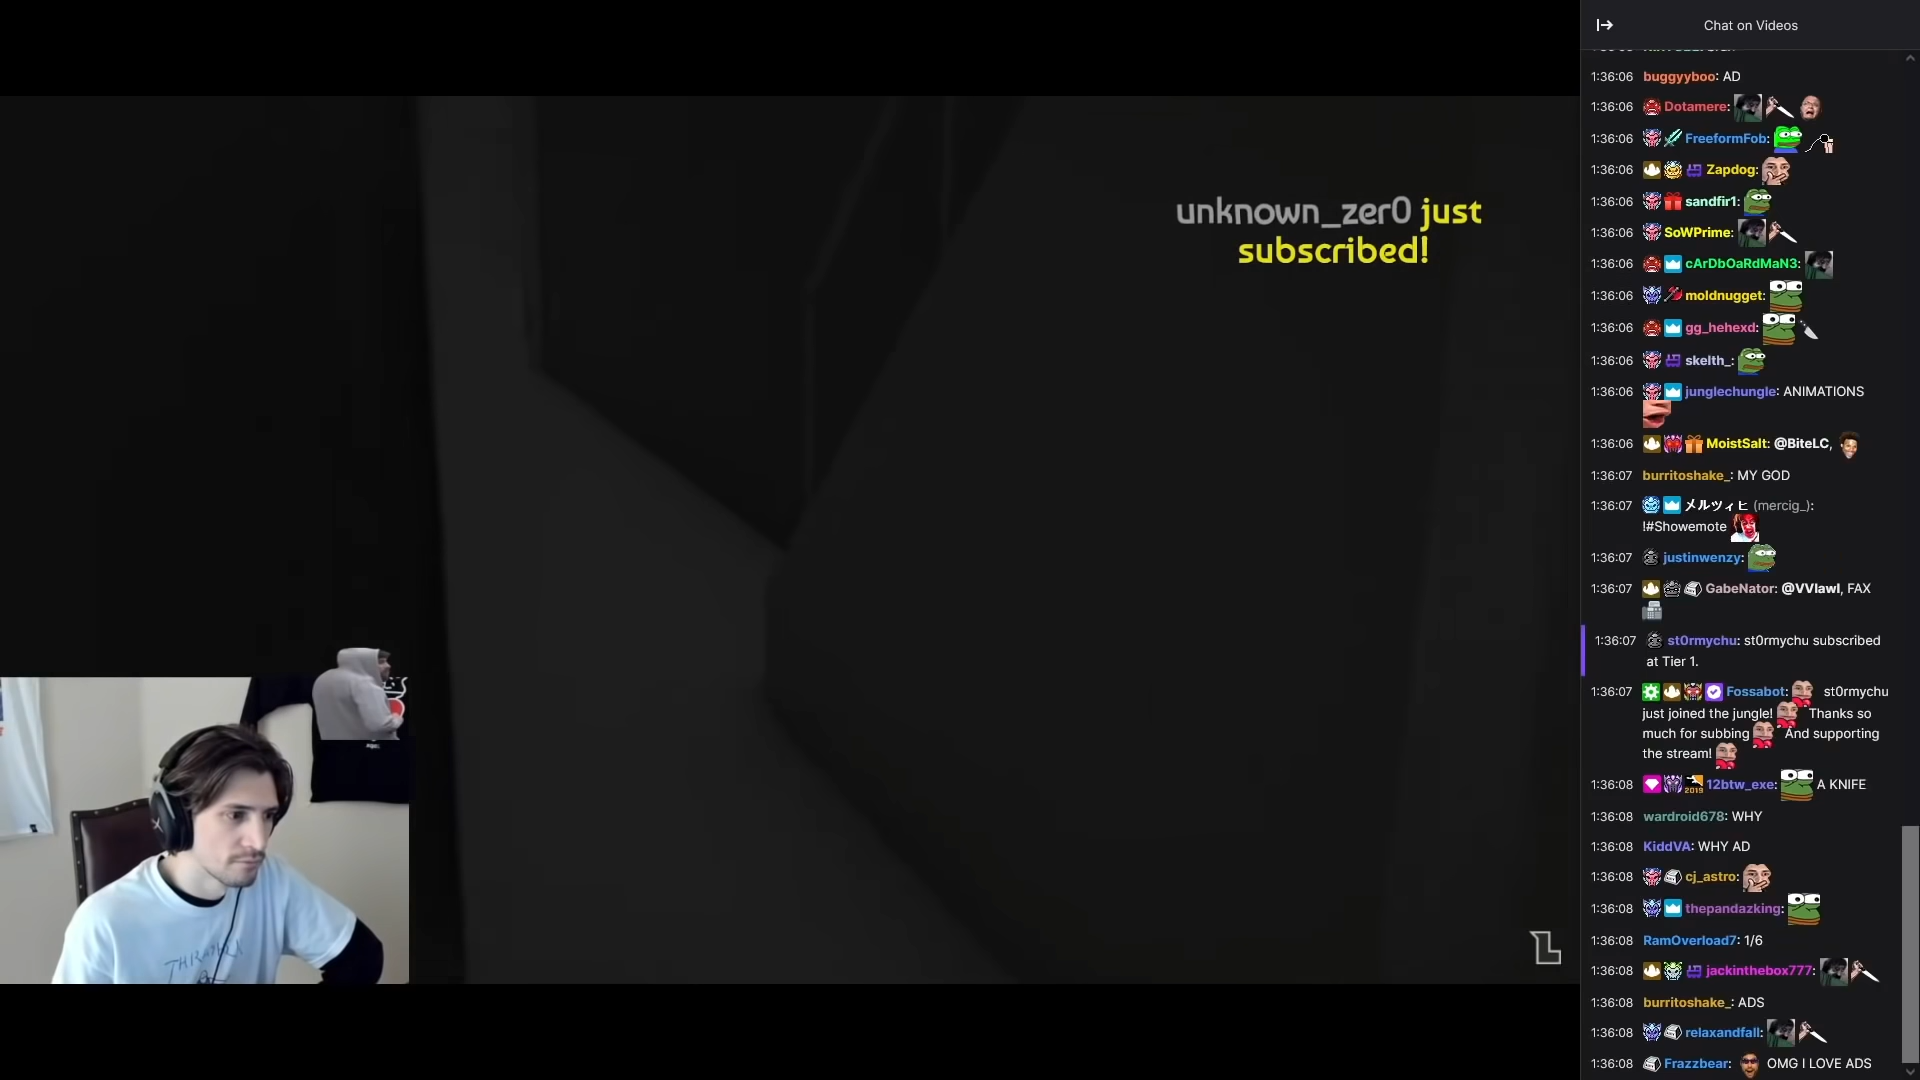 unknown_zer0 just
subscribed!
Chat on Videos
1:36:06 buggyyboo: AD
1:36:06 Dotamere:
1:36:06 FreeformFob:
1:36:06 Zapdog:
1:36:06 sandfir1:
1:36:06 SoWPrime:
1:36:06 cArDbOaRdMaN3:
1:36:06 moldnugget:
1:36:06 gg_hehexd:
1:36:06 skelth_:
1:36:06 junglechungle: ANIMATIONS
1:36:06 MoistSalt: @BiteLC,
1:36:07 burritoshake_: MY GOD
1:36:07 メルツィヒ (mercig_):
!#Showemote
1:36:07 justinwenzy:
1:36:07 GabeNator: @VVlawl, FAX
1:36:07 st0rmychu: st0rmychu subscribed
at Tier 1.
1:36:07 Fossabot: st0rmychu
just joined the jungle! Thanks so
much for subbing And supporting
the stream!
1:36:08 2019 12btw_exe: A KNIFE
1:36:08 wardroid678: WHY
1:36:08 KiddVA: WHY AD
1:36:08 cj_astro:
1:36:08 thepandazking:
1:36:08 RamOverload7: 1/6
1:36:08 jackinthebox777:
1:36:08 burritoshake_: ADS
1:36:08 relaxandfall:
1:36:08 Frazzbear: OMG I LOVE ADS